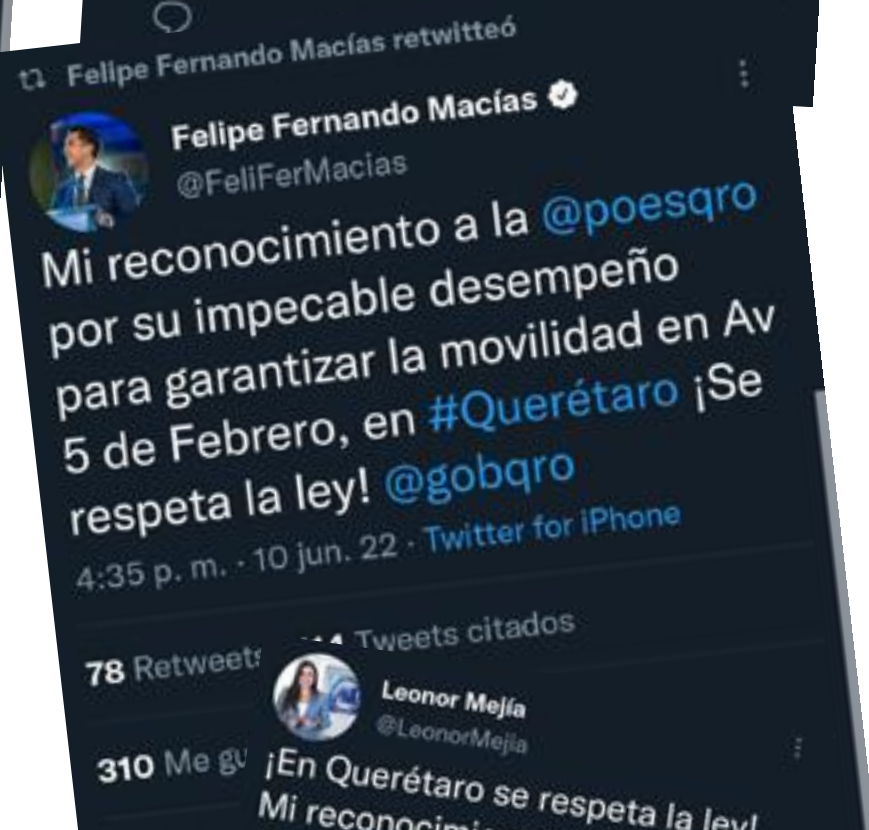 Felipe Fernando Macías retwitteó
Felipe Fernando Macías
@FeliFerMacias
Mi reconocimiento a la @poesqro
por su impecable desempeño
para garantizar la movilidad en Av
5 de Febrero, en #Querétaro ¡Se
respeta la ley! @gobqro
4:35 p. m. · 10 jun. 22 · Twitter for iPhone
78 Retweets Tweets citados
310 Me gu
Leonor Mejía
@LeonorMejia
¡En Querétaro se respeta la ley!
Mi reconocimie